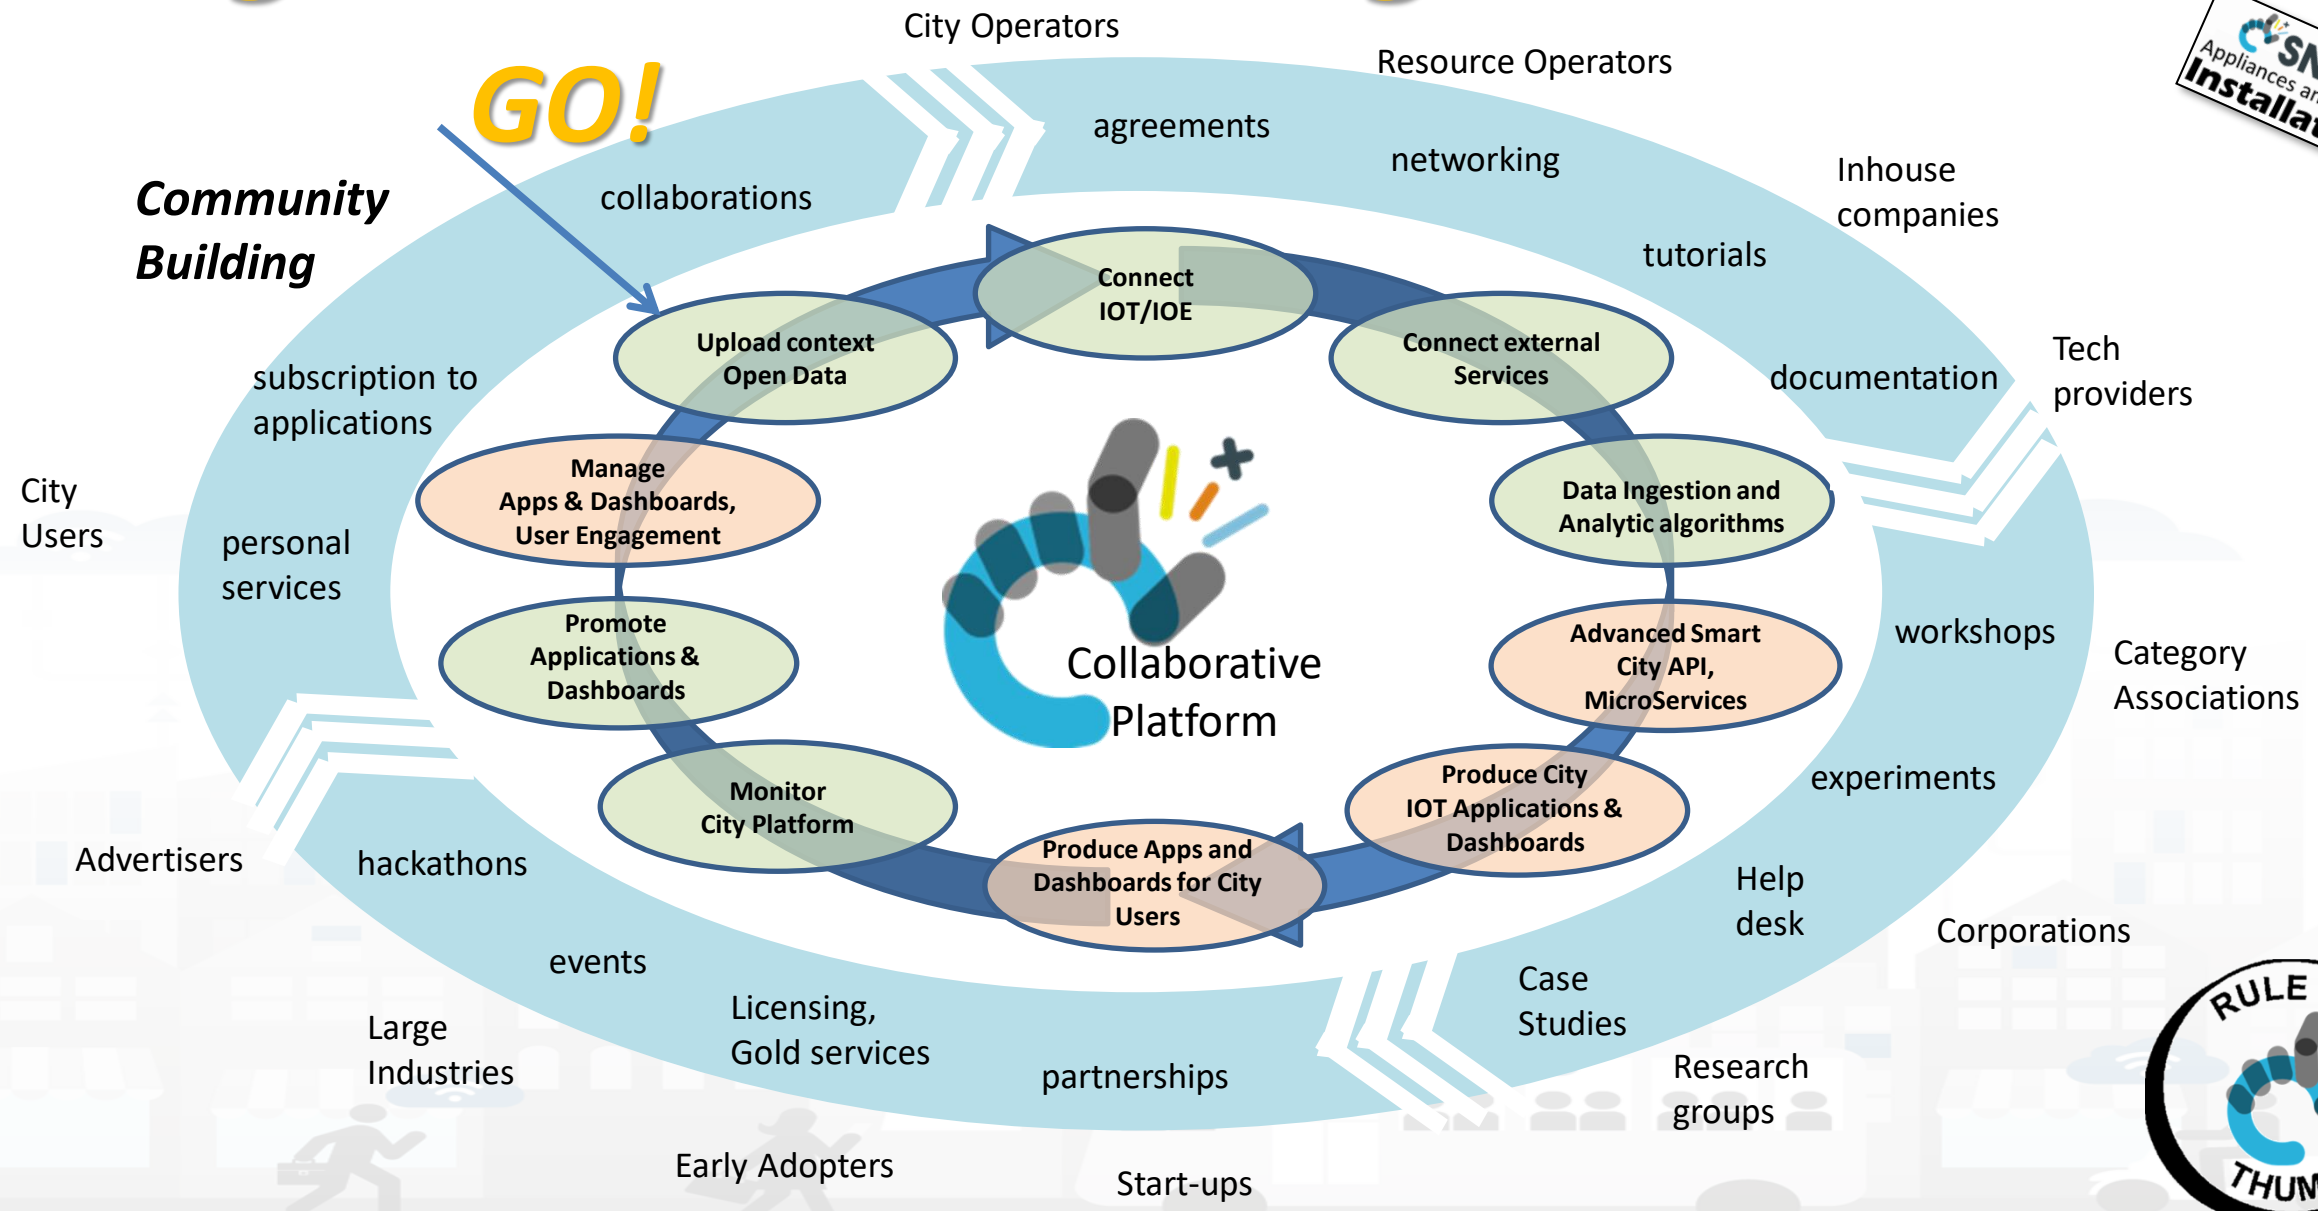 City Operators
Resource Operators
GO!
Appliances
agreements
networking
Inhouse
companies
Community
Building
collaborations
tutorials
Connect
IOT/IOE
Upload context
Open Data
Connect external
Services
Tech
providers
documentation
subscription to
applications
Manage
Apps & Dashboards,
User Engagement
Data Ingestion and
Analytic algorithms
City
Users
personal
services
Promote
Applications &
Dashboards
Collaborative
Platform
Advanced Smart
City API,
MicroServices
workshops
Category
Associations
Monitor
City Platform
Produce City
IOT Applications &
Dashboards
experiments
Produce Apps and
Dashboards for City
Users
Advertisers
hackathons
Help
desk
Corporations
events
Case
Studies
Licensing,
Gold services
Large
Industries
partnerships
Research
groups
Early Adopters
Start-ups
RULE